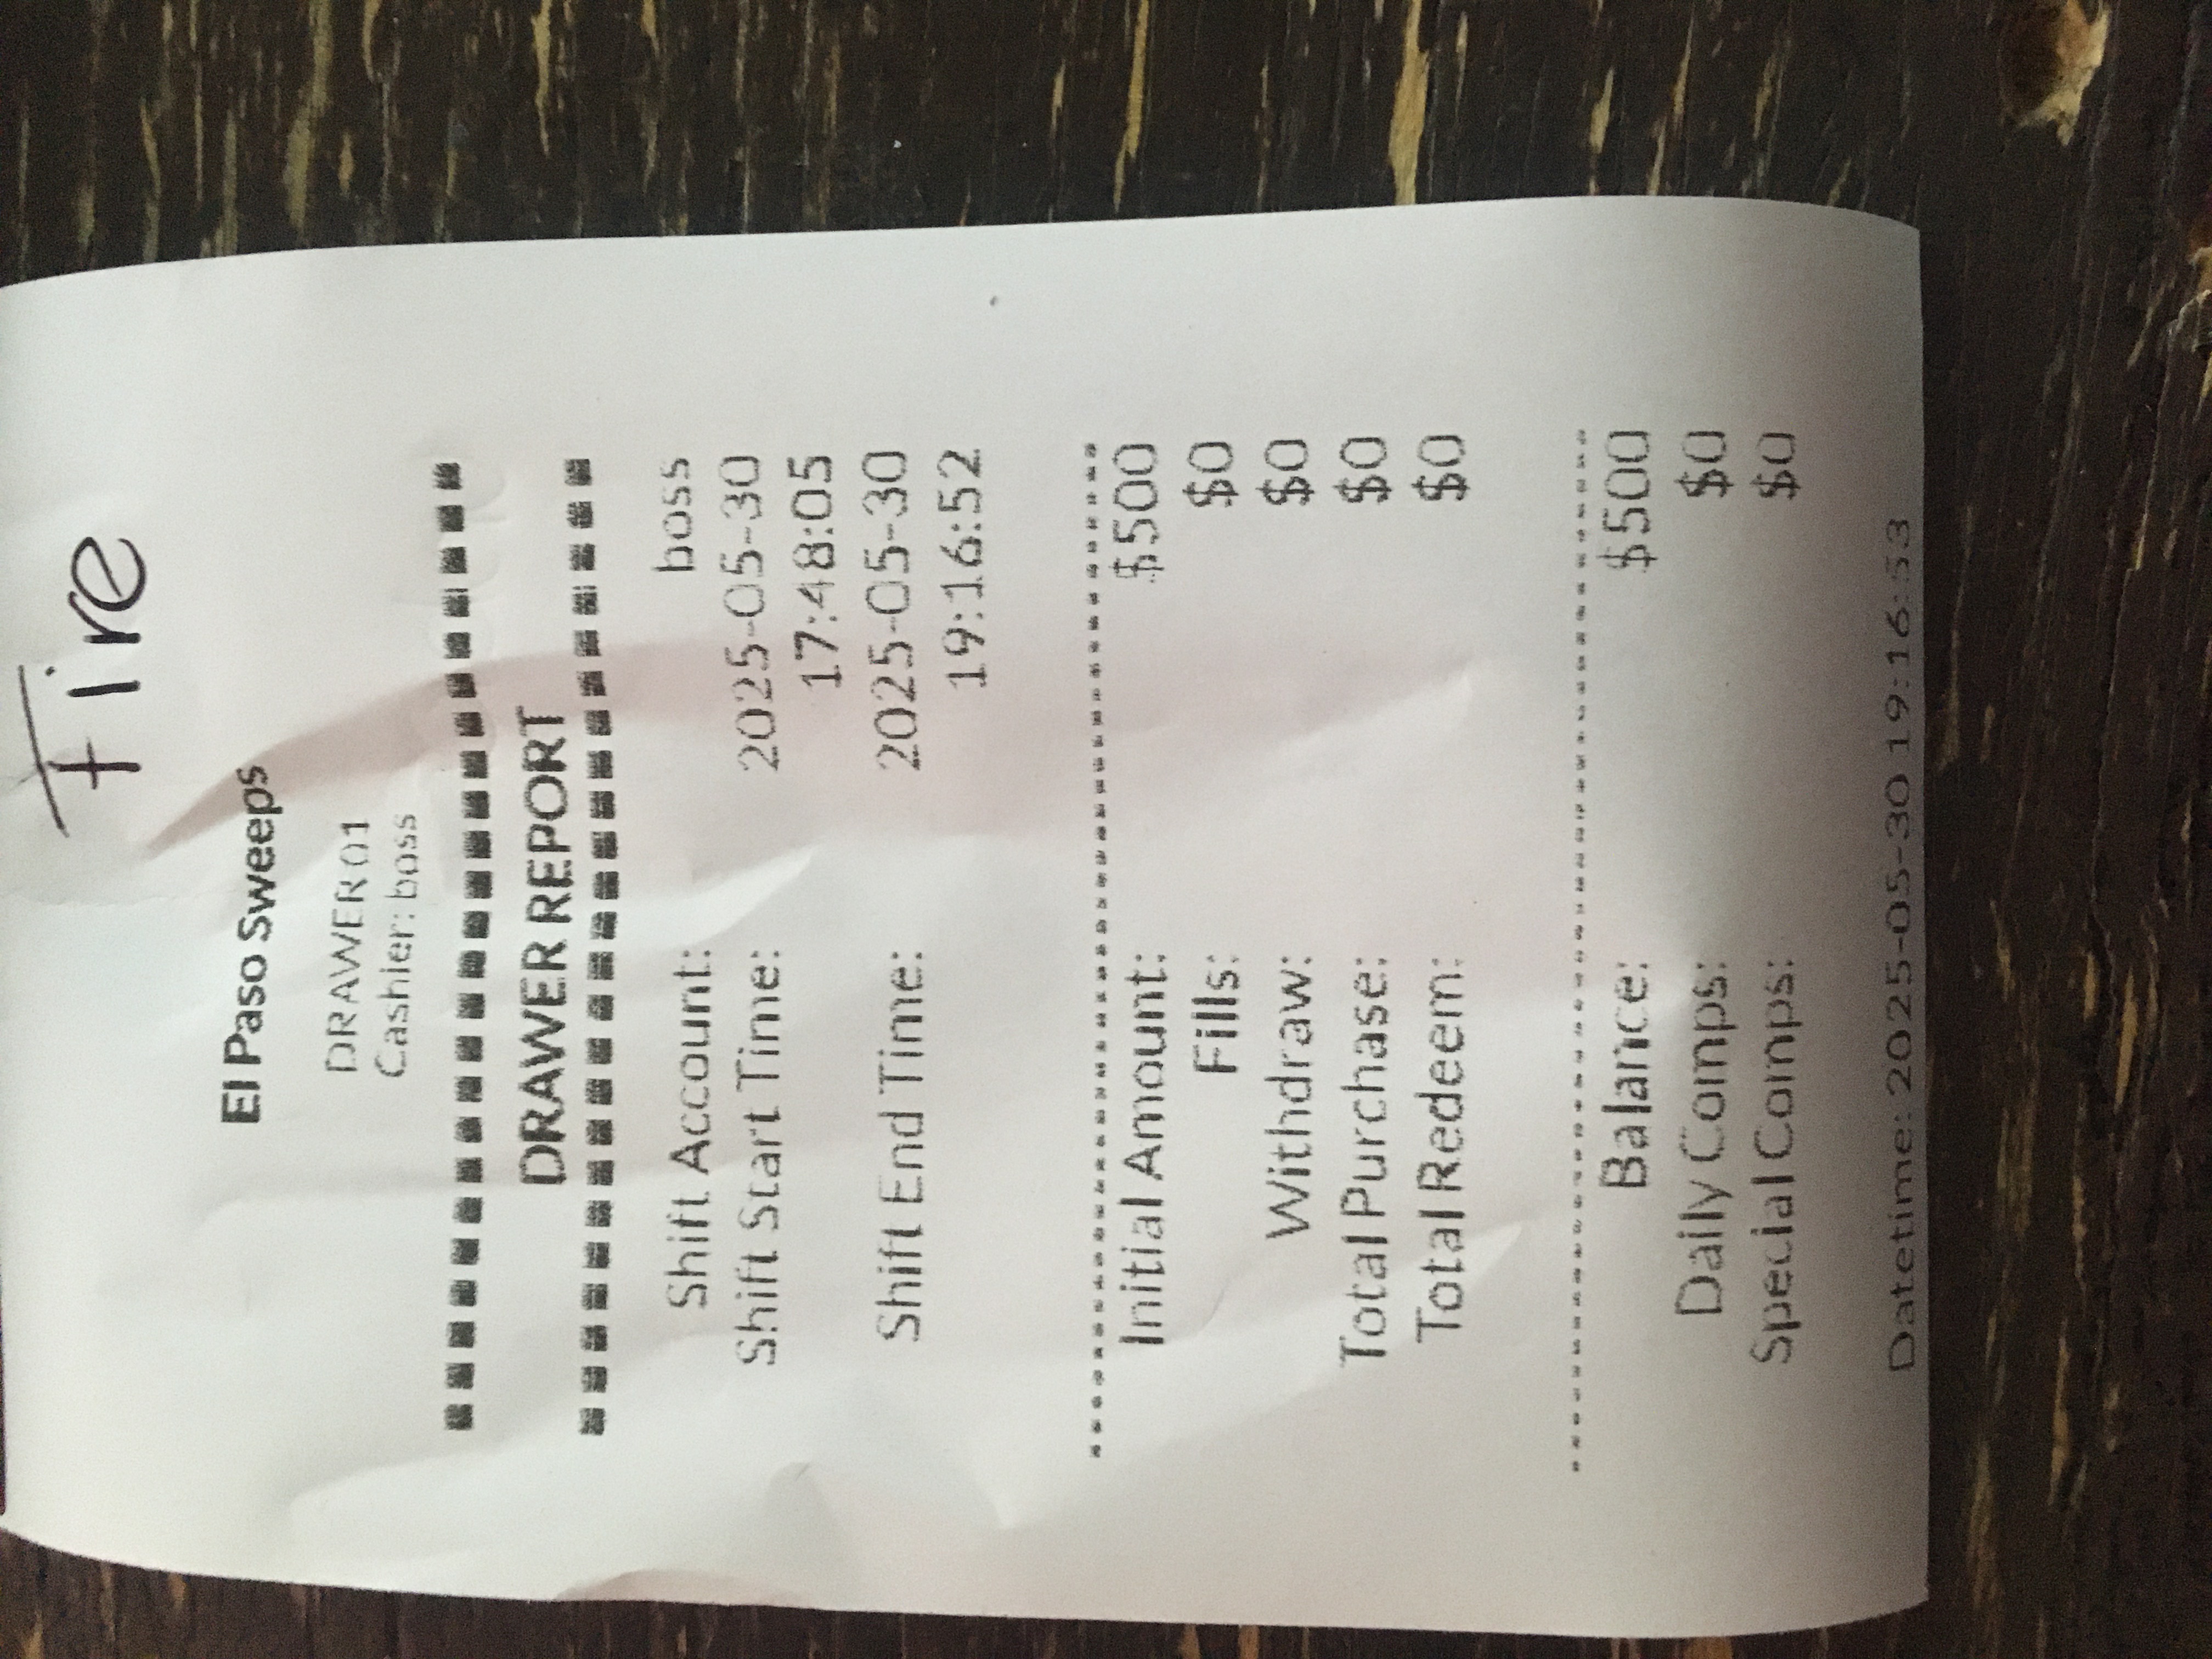 Fire
El Paso Sweeps
DRAWER 01
Cashier: boss
DRAWER REPORT
Shift Account: boss
Shift Start Time: 2025-05-30
17:48:05
Shift End Time: 2025-05-30
19:16:52
Initial Amount: $500
Fills: $0
Withdraw: $0
Total Purchase: $0
Total Redeem: $0
Balance: $500
Daily Comps: $0
Special Comps: $0
Datetime: 2025-05-30 19:16:53